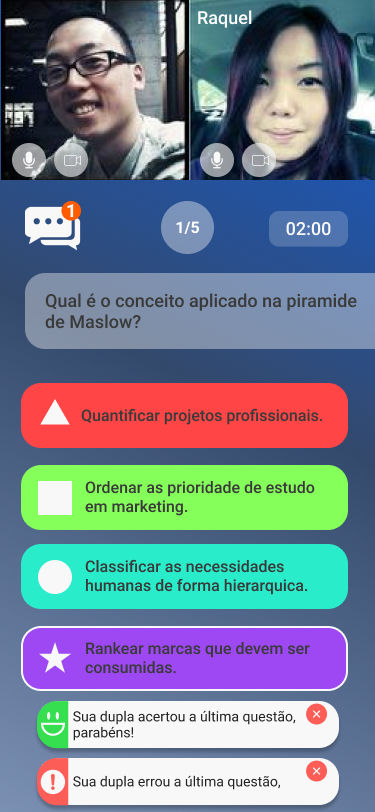 Raquel
1
1/5
02:00
Qual é o conceito aplicado na piramide
de Maslow?
Quantificar projetos profissionais.
Ordenar as prioridade de estudo
em marketing.
Classificar as necessidades
humanas de forma hierarquica.
Rankear marcas que devem ser
consumidas.
Sua dupla acertou a última questão,
parabéns!
Sua dupla errou a última questão,